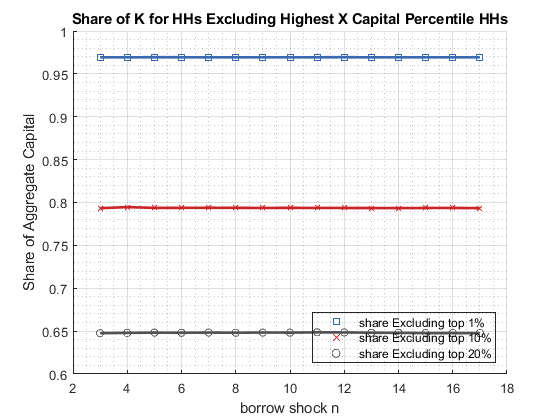 Share of K for HHs Excluding Highest X Capital Percentile HHs
1
0.95
0.9
0.85
0.8
0.75
0.7
0.65
0.6
Share of Aggregate Capital
share Excluding top 1%
share Excluding top 10%
share Excluding top 20%
2 4 6 8 10 12 14 16 18
borrow shock n